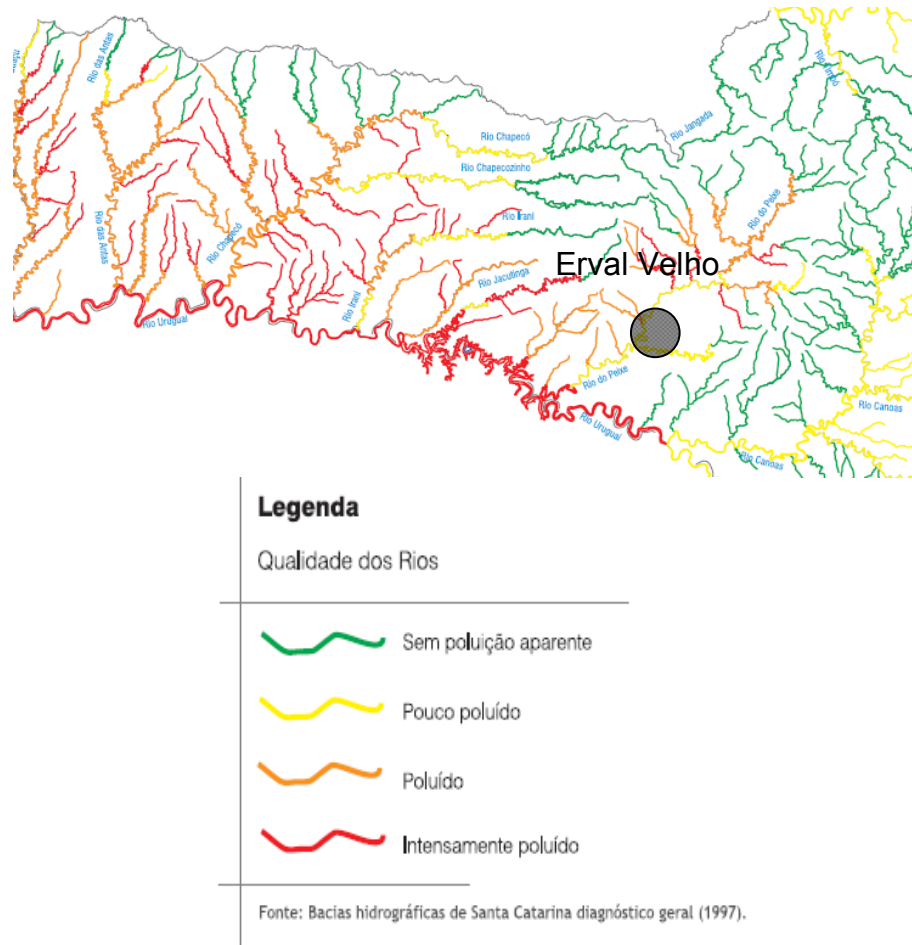 Rio das Antas
Rio Timbó
Rio Jangada
Rio Chapecó
Rio Chapecozinho
Rio do Peixe
Rio Irani
Rio das Antas
Rio Chapecó
Erval Velho
Rio Jacutinga
Rio Irani
Rio Uruguai
Rio do Peixe
Rio Canoas
Rio Uruguai
Rio Canoas
Legenda
Qualidade dos Rios
Sem poluição aparente
Pouco poluído
Poluído
Intensamente poluído
Fonte: Bacias hidrográficas de Santa Catarina diagnóstico geral (1997).